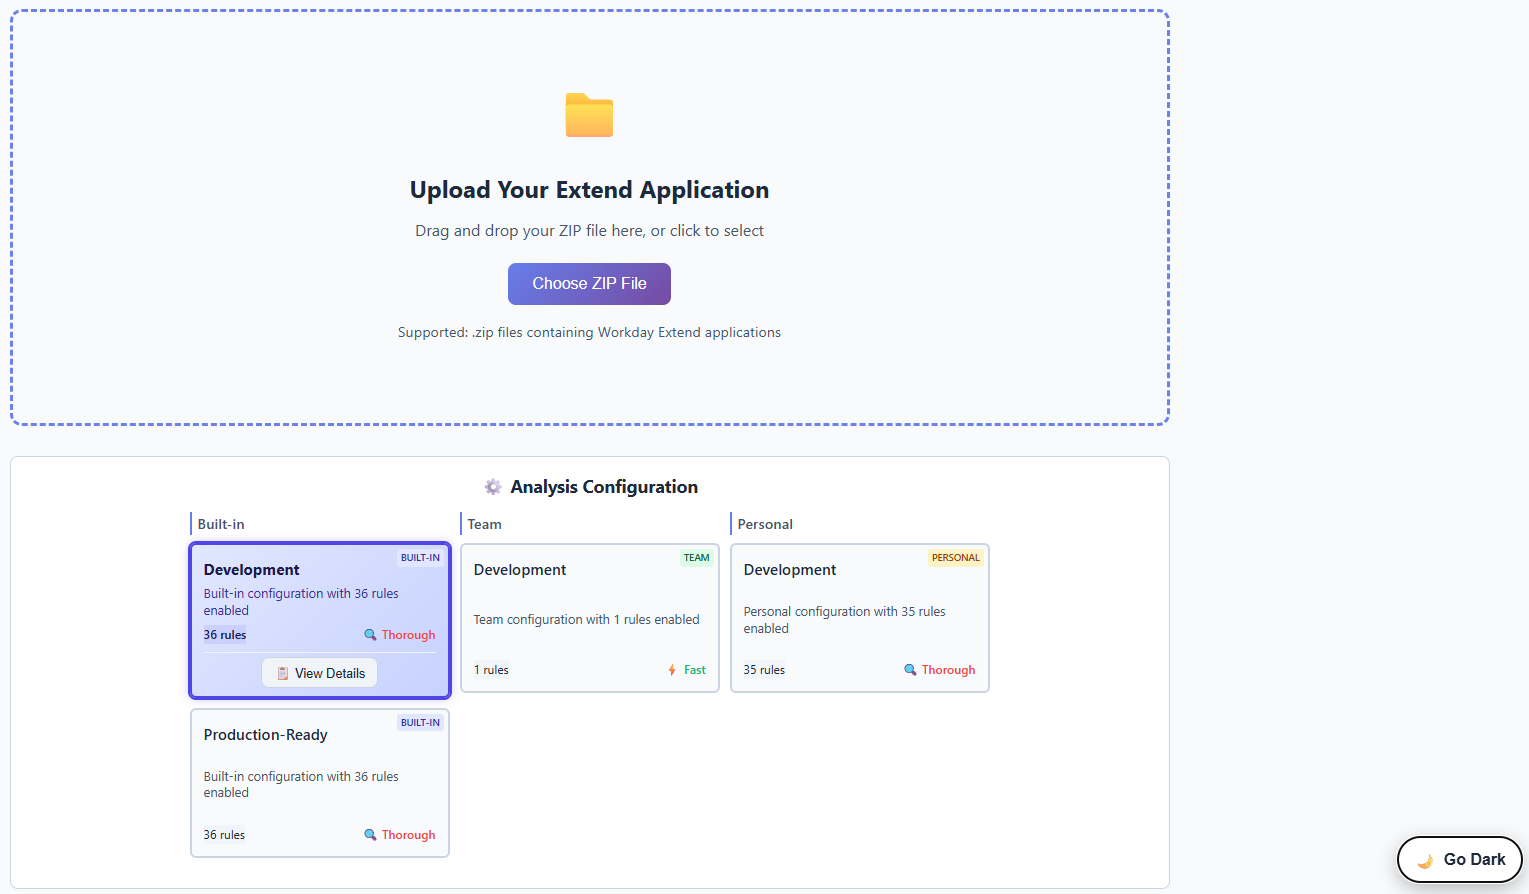 Upload Your Extend Application
Drag and drop your ZIP file here, or click to select
Choose ZIP File
Supported: .zip files containing Workday Extend applications
Analysis Configuration
Built-in
BUILT-IN
Development
Built-in configuration with 36 rules
enabled
36 rules
Thorough
View Details
BUILT-IN
Production-Ready
Built-in configuration with 36 rules
enabled
36 rules
Thorough
Team
TEAM
Development
Team configuration with 1 rules enabled
1 rules
Fast
Personal
PERSONAL
Development
Personal configuration with 35 rules
enabled
35 rules
Thorough
Go Dark